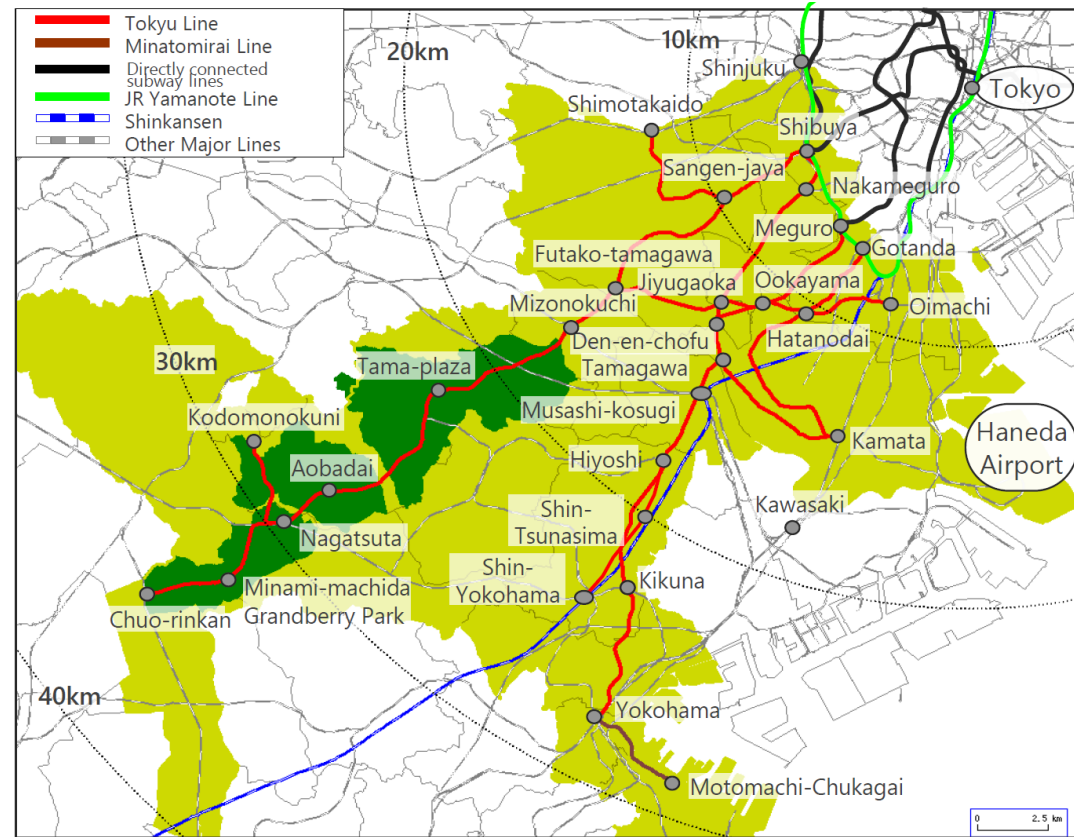 Tokyu Line
Minatomirai Line
Directly connected
subway lines
JR Yamanote Line
Shinkansen
Other Major Lines
20km
10km
Shinjuku
Tokyo
Shimotakaido
Shibuya
Sangen-jaya
Nakameguro
Meguro
Gotanda
Futako-tamagawa
Jiyugaoka
Ookayama
Mizonokuchi
Oimachi
Den-en-chofu
Hatanodai
30km
Tama-plaza
Tamagawa
Musashi-kosugi
Kodomonokuni
Kamata
Haneda
Airport
Hiyoshi
Aobadai
Kawasaki
Shin-
Tsunasima
Nagatsuta
Shin-
Yokohama
Kikuna
Minami-machida
Grandberry Park
Chuo-rinkan
40km
Yokohama
Motomachi-Chukagai
0 2.5 km